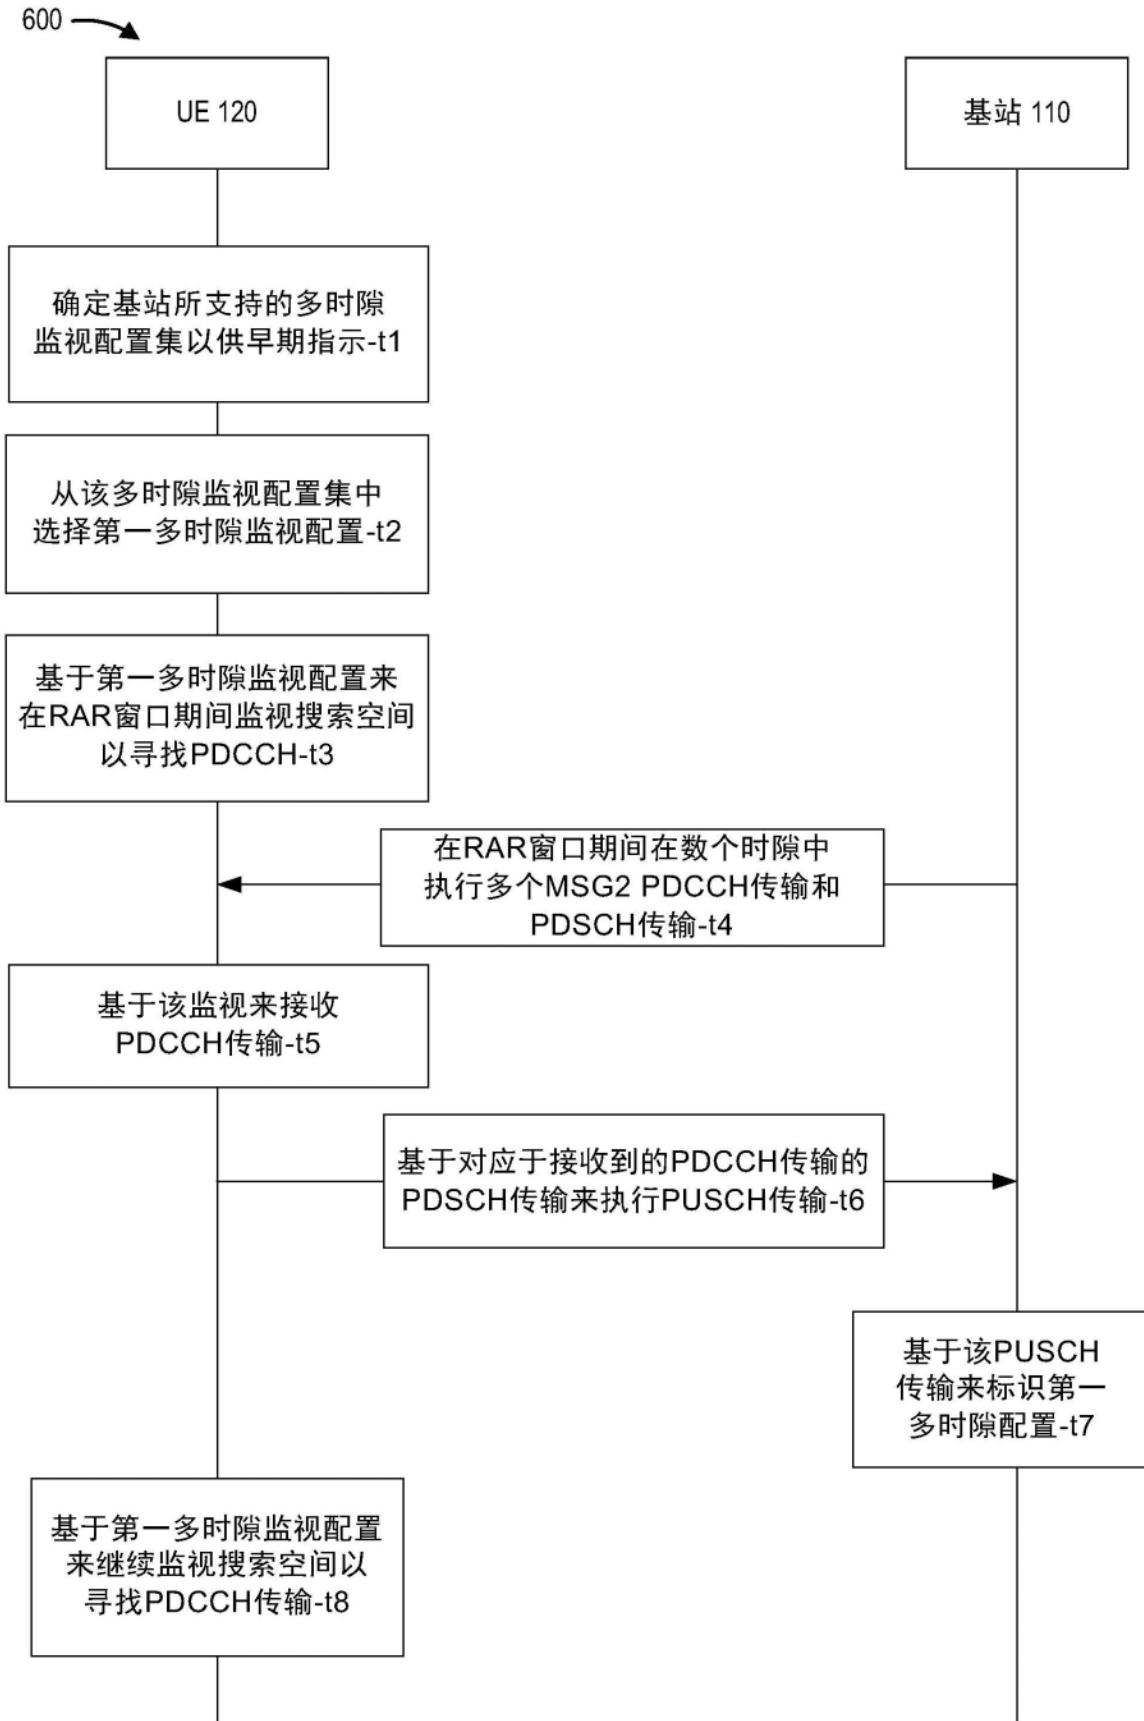 600
UE 120
基站 110
确定基站所支持的多时隙
监视配置集以供早期指示-t1
从该多时隙监视配置集中
选择第一多时隙监视配置-t2
基于第一多时隙监视配置来
在RAR窗口期间监视搜索空间
以寻找PDCCH-t3
在RAR窗口期间在数个时隙中
执行多个MSG2 PDCCH传输和
PDSCH传输-t4
基于该监视来接收
PDCCH传输-t5
基于对应于接收到的PDCCH传输的
PDSCH传输来执行PUSCH传输-t6
基于该PUSCH
传输来标识第一
多时隙配置-t7
基于第一多时隙监视配置
来继续监视搜索空间以
寻找PDCCH传输-t8